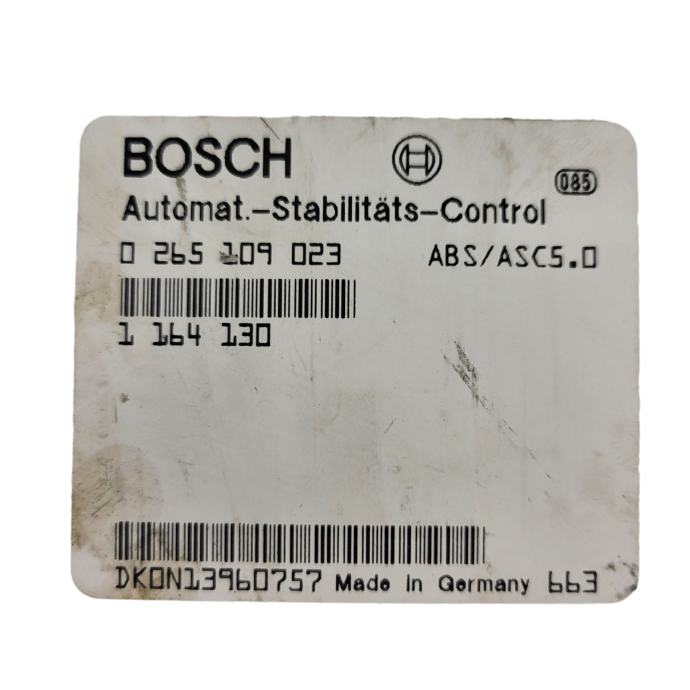 BOSCH
085
Automat.-Stabilitäts-Control
0 265 109 023 ABS/ASC5.0
1 164 130
DKON13960757 Made in Germany 663